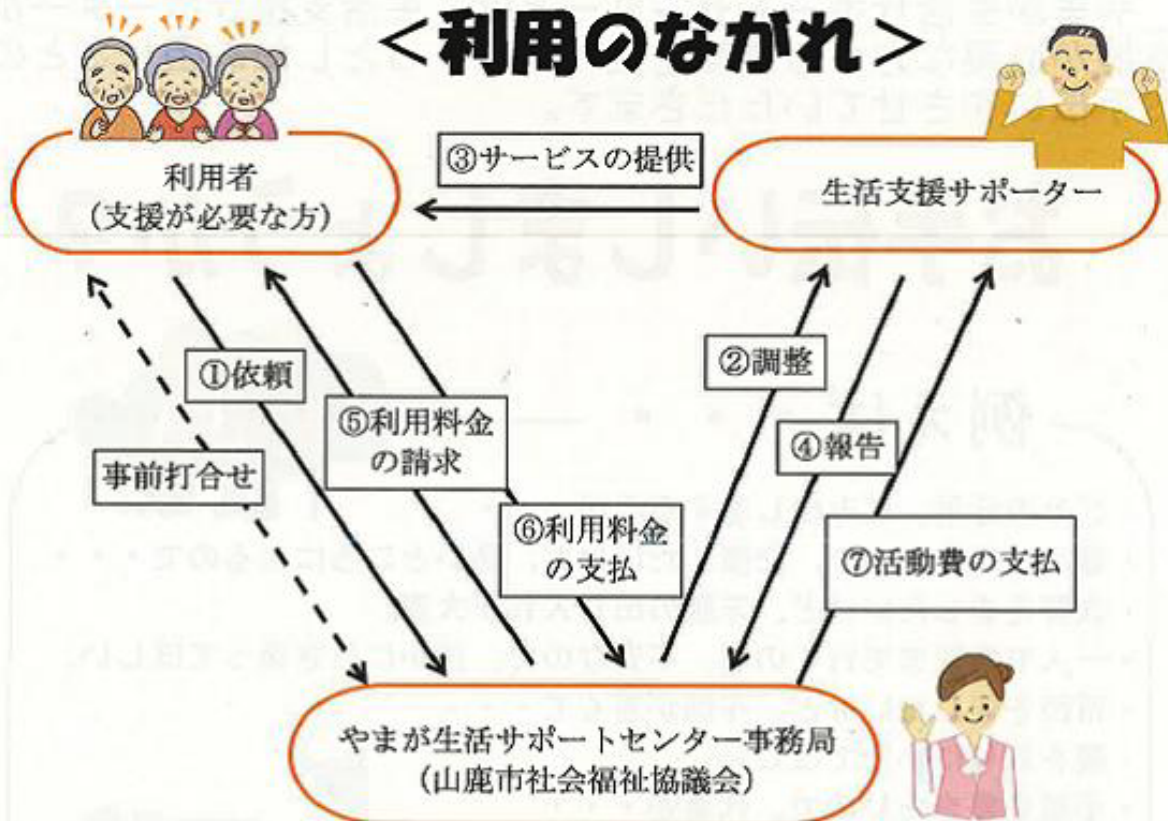 ＜利用のながれ＞
利用者
(支援が必要な方)
③サービスの提供
生活支援サポーター
①依頼
⑤利用料金
の請求
事前打合せ
⑥利用料金
の支払
②調整
④報告
⑦活動費の支払
やまが生活サポートセンター事務局
(山鹿市社会福祉協議会)